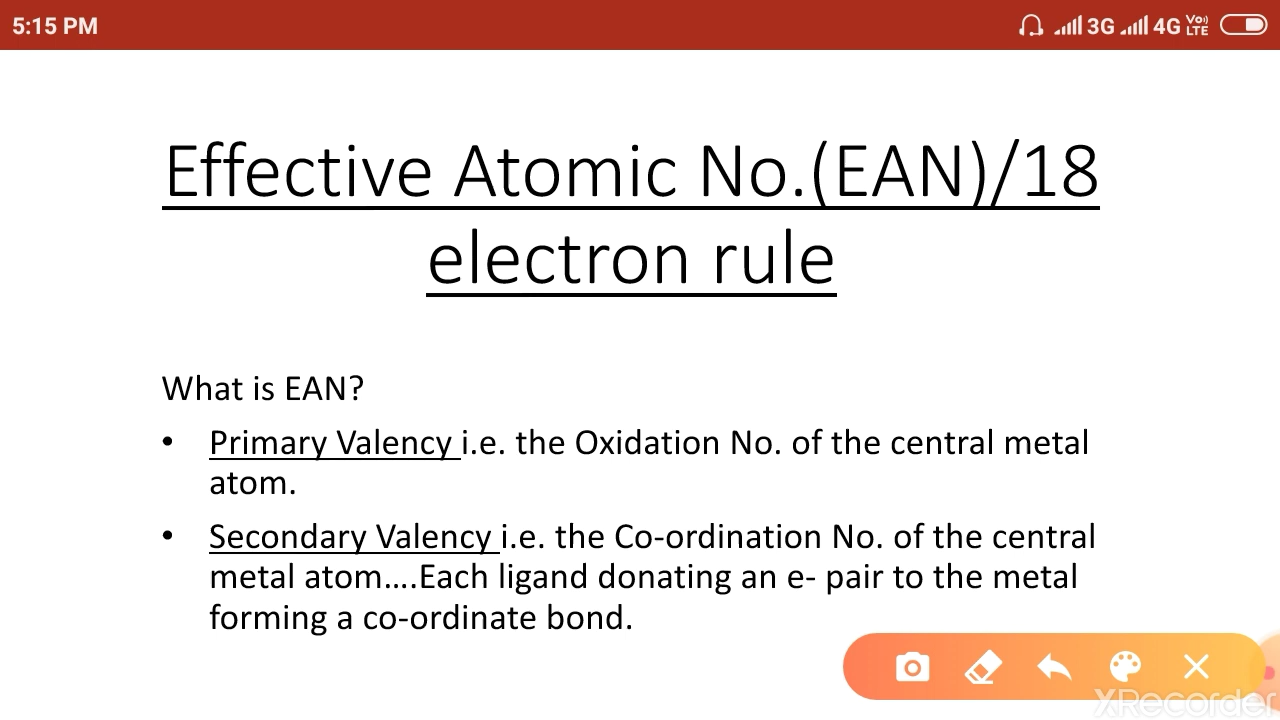 5:15 PM 3G 4G Vo)) LTE
Effective Atomic No.(EAN)/18
electron rule
What is EAN?
• Primary Valency i.e. the Oxidation No. of the central metal
atom.
• Secondary Valency i.e. the Co-ordination No. of the central
metal atom....Each ligand donating an e- pair to the metal
forming a co-ordinate bond.
XRecorder